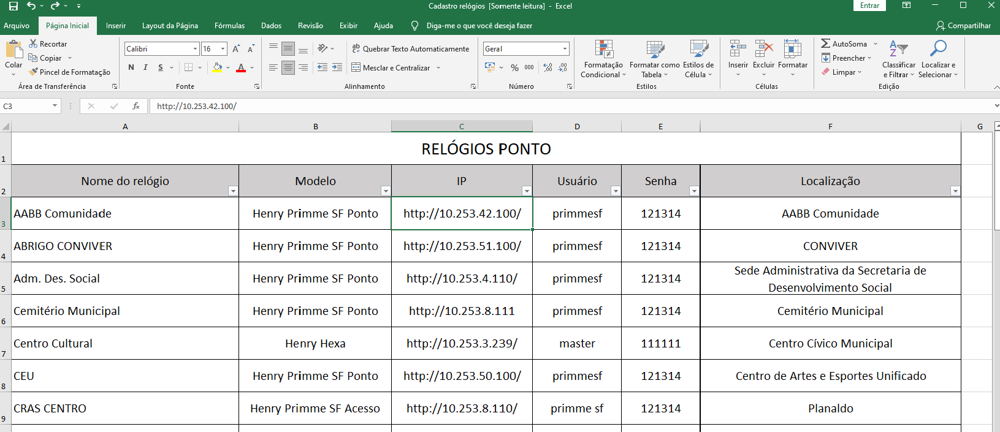 Cadastro relógios [Somente leitura] - Excel
Entrar
Arquivo Página Inicial Inserir Layout da Página Fórmulas Dados Revisão Exibir Ajuda Diga-me o que você deseja fazer Compartilhar
Colar
Recortar
Copiar
Pincel de Formatação
Área de Transferência
Calibri 16
N I S
Fonte
Quebrar Texto Automaticamente
Mesclar e Centralizar
Alinhamento
Geral
% 000
Número
Formatação Condicional
Formatar como Tabela
Estilos de Célula
Estilos
Inserir Excluir Formatar
Células
AutoSoma
Preencher
Limpar
Classificar e Filtrar
Localizar e Selecionar
Edição
C3 fx http://10.253.42.100/
A B C D E F G
1 RELÓGIOS PONTO
2 Nome do relógio Modelo IP Usuário Senha Localização
3 AABB Comunidade Henry Primme SF Ponto http://10.253.42.100/ primmesf 121314 AABB Comunidade
4 ABRIGO CONVIVER Henry Primme SF Ponto http://10.253.51.100/ primmesf 121314 CONVIVER
5 Adm. Des. Social Henry Primme SF Ponto http://10.253.4.110/ primmesf 121314 Sede Administrativa da Secretaria de
Desenvolvimento Social
6 Cemitério Municipal Henry Primme SF Ponto http://10.253.8.111 primmesf 121314 Cemitério Municipal
7 Centro Cultural Henry Hexa http://10.253.3.239/ master 111111 Centro Cívico Municipal
8 CEU Henry Primme SF Ponto http://10.253.50.100/ primmesf 121314 Centro de Artes e Esportes Unificado
9 CRAS CENTRO Henry Primme SF Acesso http://10.253.8.110/ primme sf 121314 Planaldo